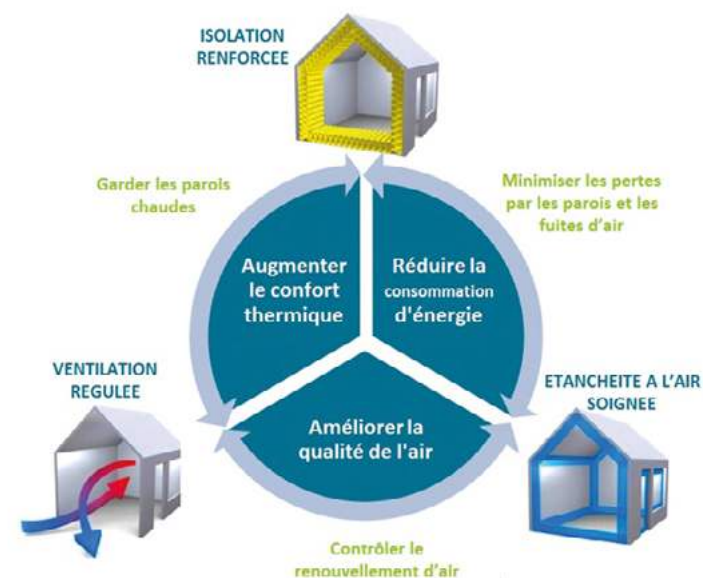 ISOLATION
RENFORCEE
Garder les parois
chaudes
Minimiser les pertes
par les parois et les
fuites d'air
Augmenter
le confort
thermique
Réduire la
consommation
d'énergie
VENTILATION
REGULEE
ETANCHEITE A L'AIR
SOIGNEE
Améliorer la
qualité de l'air
Contrôler le
renouvellement d'air